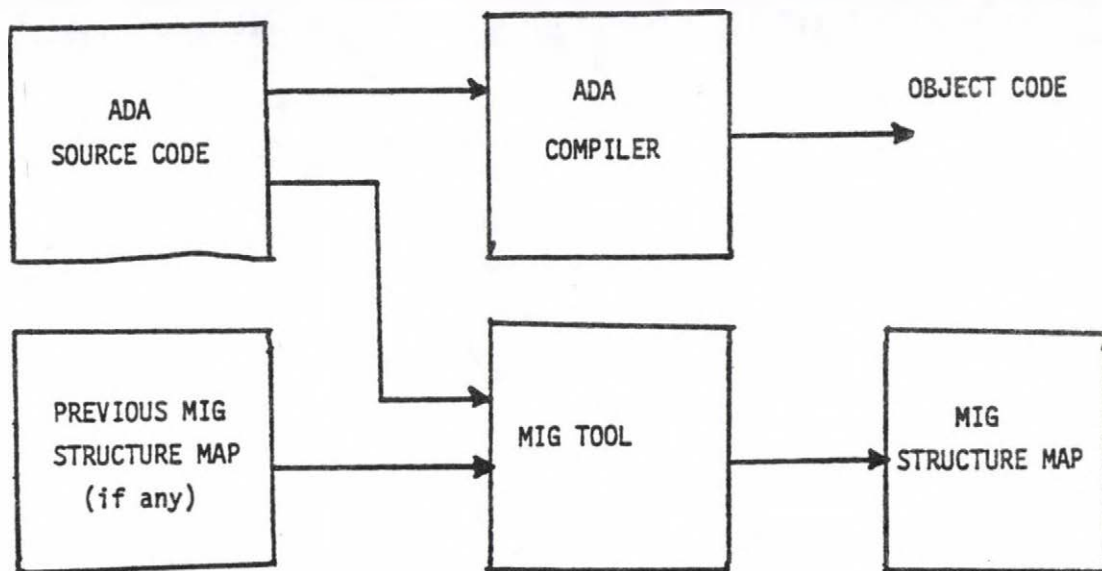 ADA
SOURCE CODE
ADA
COMPILER
OBJECT CODE
PREVIOUS MIG
STRUCTURE MAP
(if any)
MIG TOOL
MIG
STRUCTURE MAP